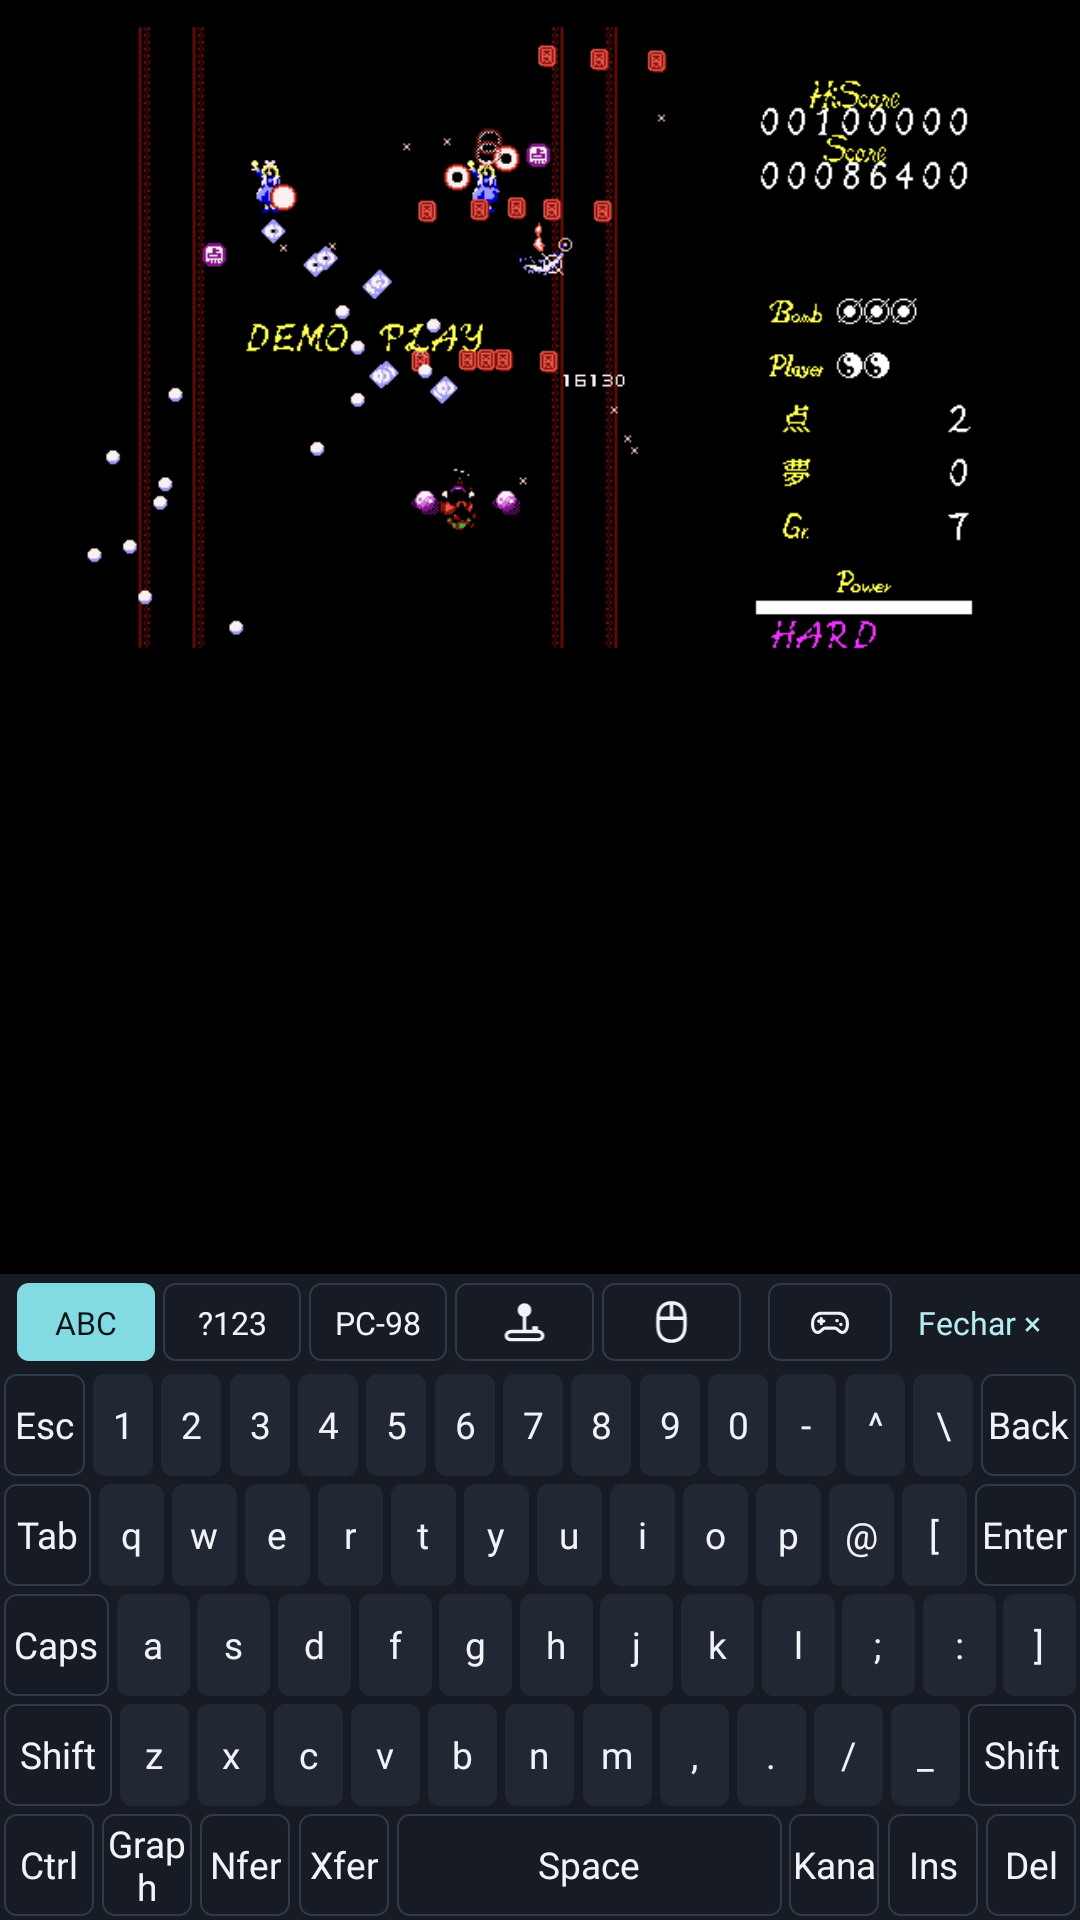 HiScore
00100000
Score
00086400
Bomb
DEMO PLAY
Player
16130
点 2
夢 0
Gr. 7
Power
HARD
ABC ?123 PC-98 Fechar ×
Esc 1 2 3 4 5 6 7 8 9 0 - ^ \ Back
Tab q w e r t y u i o p @ [ Enter
Caps a s d f g h j k l ; : ]
Shift z x c v b n m , . / _ Shift
Ctrl Graph Nfer Xfer Space Kana Ins Del